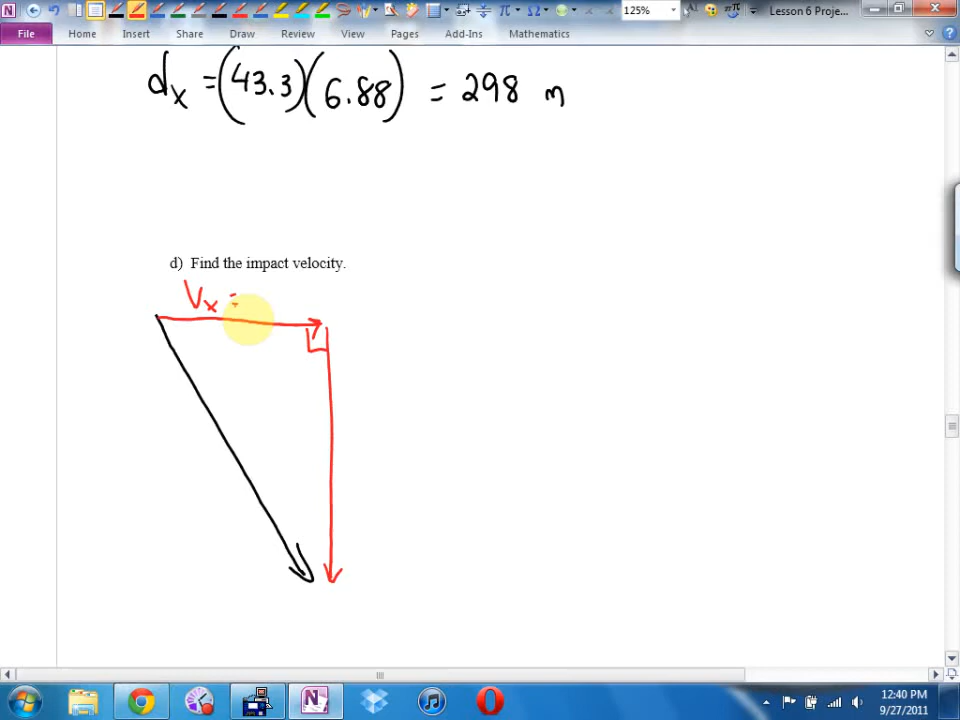 125%
Lesson 6 Proje...
File Home Insert Share Draw Review View Pages Add-Ins Mathematics
dx = (43.3)(6.88) = 298 m
d) Find the impact velocity.
Vx =
12:40 PM
9/27/2011